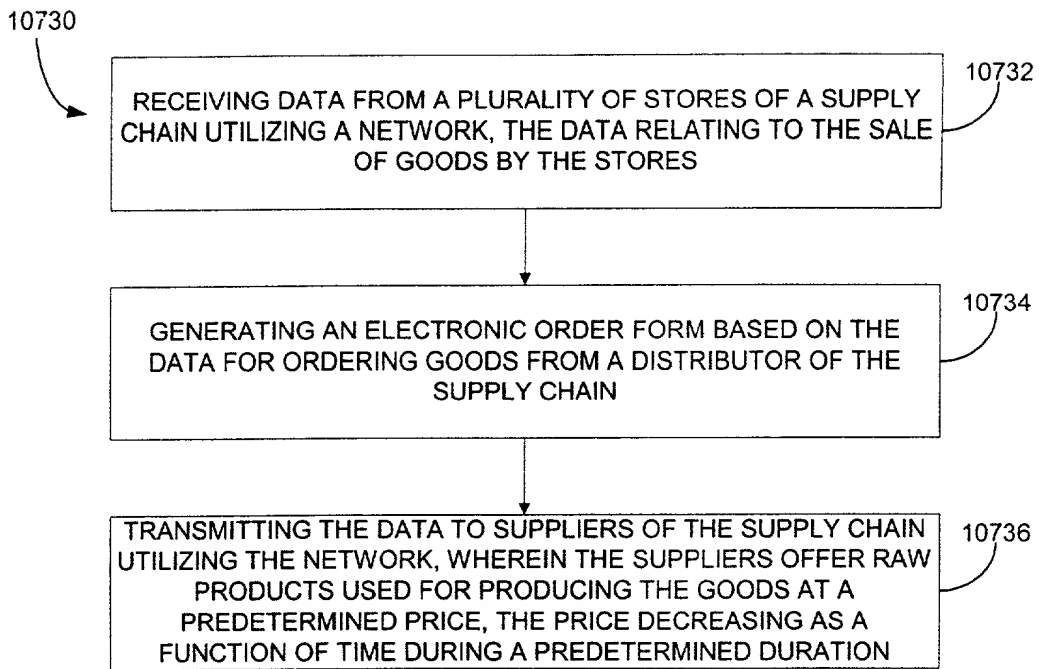 10730
10732
RECEIVING DATA FROM A PLURALITY OF STORES OF A SUPPLY
CHAIN UTILIZING A NETWORK, THE DATA RELATING TO THE SALE
OF GOODS BY THE STORES
10734
GENERATING AN ELECTRONIC ORDER FORM BASED ON THE
DATA FOR ORDERING GOODS FROM A DISTRIBUTOR OF THE
SUPPLY CHAIN
10736
TRANSMITTING THE DATA TO SUPPLIERS OF THE SUPPLY CHAIN
UTILIZING THE NETWORK, WHEREIN THE SUPPLIERS OFFER RAW
PRODUCTS USED FOR PRODUCING THE GOODS AT A
PREDETERMINED PRICE, THE PRICE DECREASING AS A
FUNCTION OF TIME DURING A PREDETERMINED DURATION